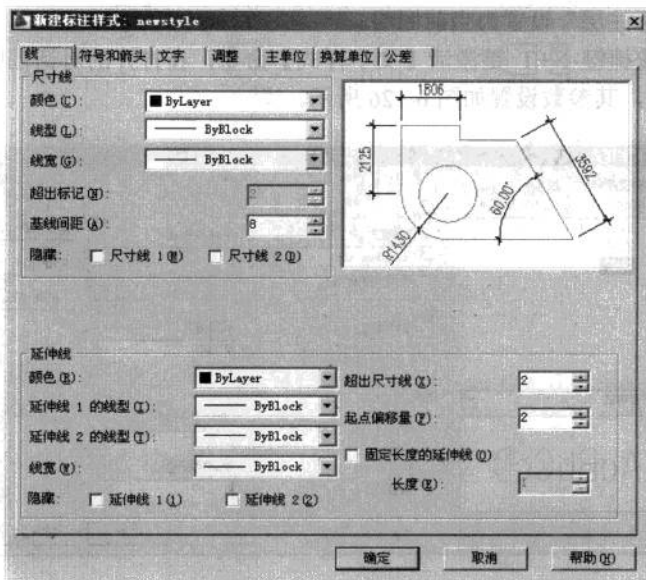 新建标注样式: newstyle
线 符号和箭头 文字 调整 主单位 换算单位 公差
尺寸线
颜色(C): ByLayer
线型(L): ByBlock
线宽(G): ByBlock
超出标记(N): 2
基线间距(A): 8
隐藏: 尺寸线 1(M) 尺寸线 2(D)
1806
2125
3592
60.00°
R1430
延伸线
颜色(R): ByLayer
延伸线 1 的线型(I): ByBlock
延伸线 2 的线型(T): ByBlock
线宽(W): ByBlock
隐藏: 延伸线 1(1) 延伸线 2(2)
超出尺寸线(X): 2
起点偏移量(F): 2
固定长度的延伸线(O)
长度(E): 1
确定 取消 帮助(H)